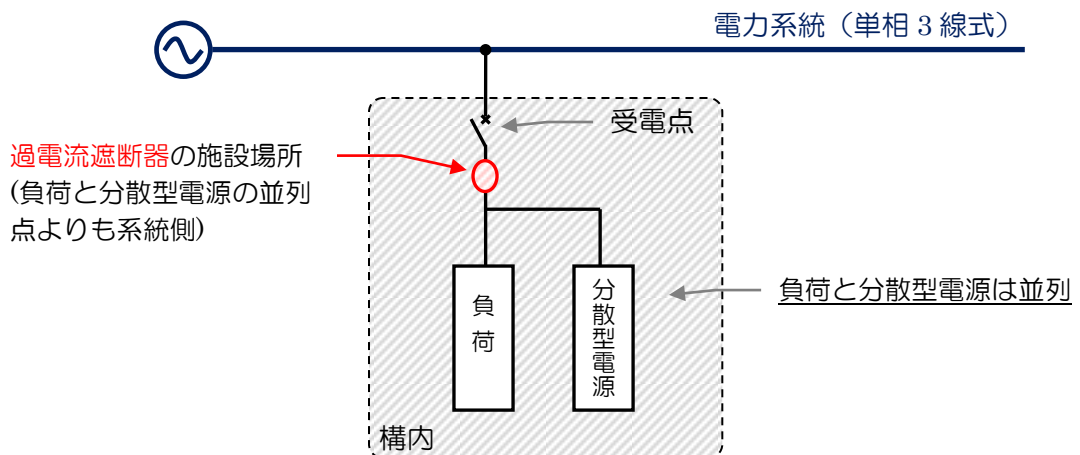 電力系統（単相 3 線式）
受電点
過電流遮断器の施設場所
(負荷と分散型電源の並列
点よりも系統側)
負荷と分散型電源は並列
負荷
分散型電源
構内